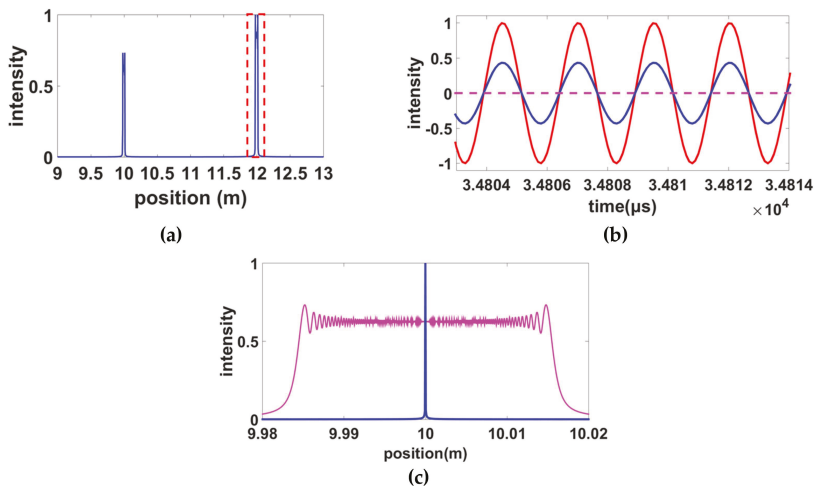 1
0.5
0
intensity
9 9.5 10 10.5 11 11.5 12 12.5 13
position (m)
(a)
1
0.5
0
-0.5
-1
intensity
3.4804 3.4806 3.4808 3.481 3.4812 3.4814
time(μs)
×10⁴
(b)
1
0.5
0
intensity
9.98 9.99 10 10.01 10.02
position(m)
(c)